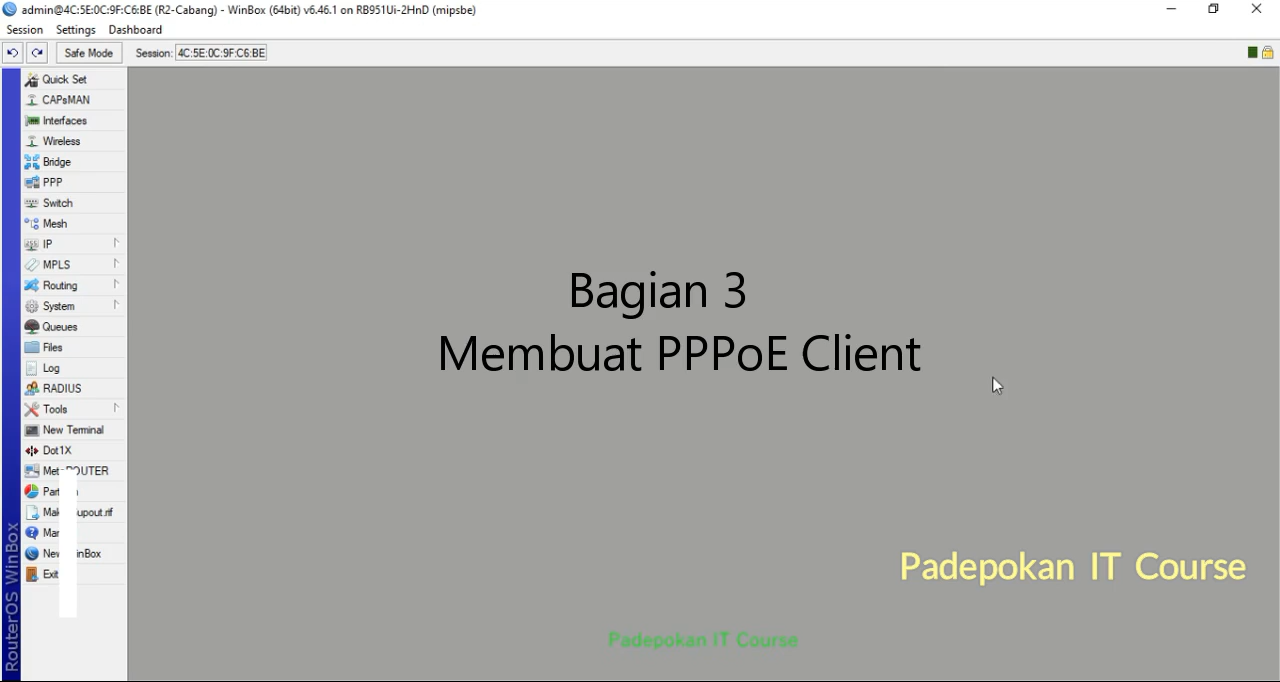 admin@4C:5E:0C:9F:C6:BE (R2-Cabang) - WinBox (64bit) v6.46.1 on RB951Ui-2HnD (mipsbe)
Session Settings Dashboard
Safe Mode Session: 4C:5E:0C:9F:C6:BE
Quick Set
CAPsMAN
Interfaces
Wireless
Bridge
PPP
Switch
Mesh
IP
MPLS
Routing
System
Queues
Files
Log
RADIUS
Tools
New Terminal
Dot1X
Exit
RouterOS WinBox
Bagian 3
Membuat PPPoE Client
Padepokan IT Course
Padepokan IT Course